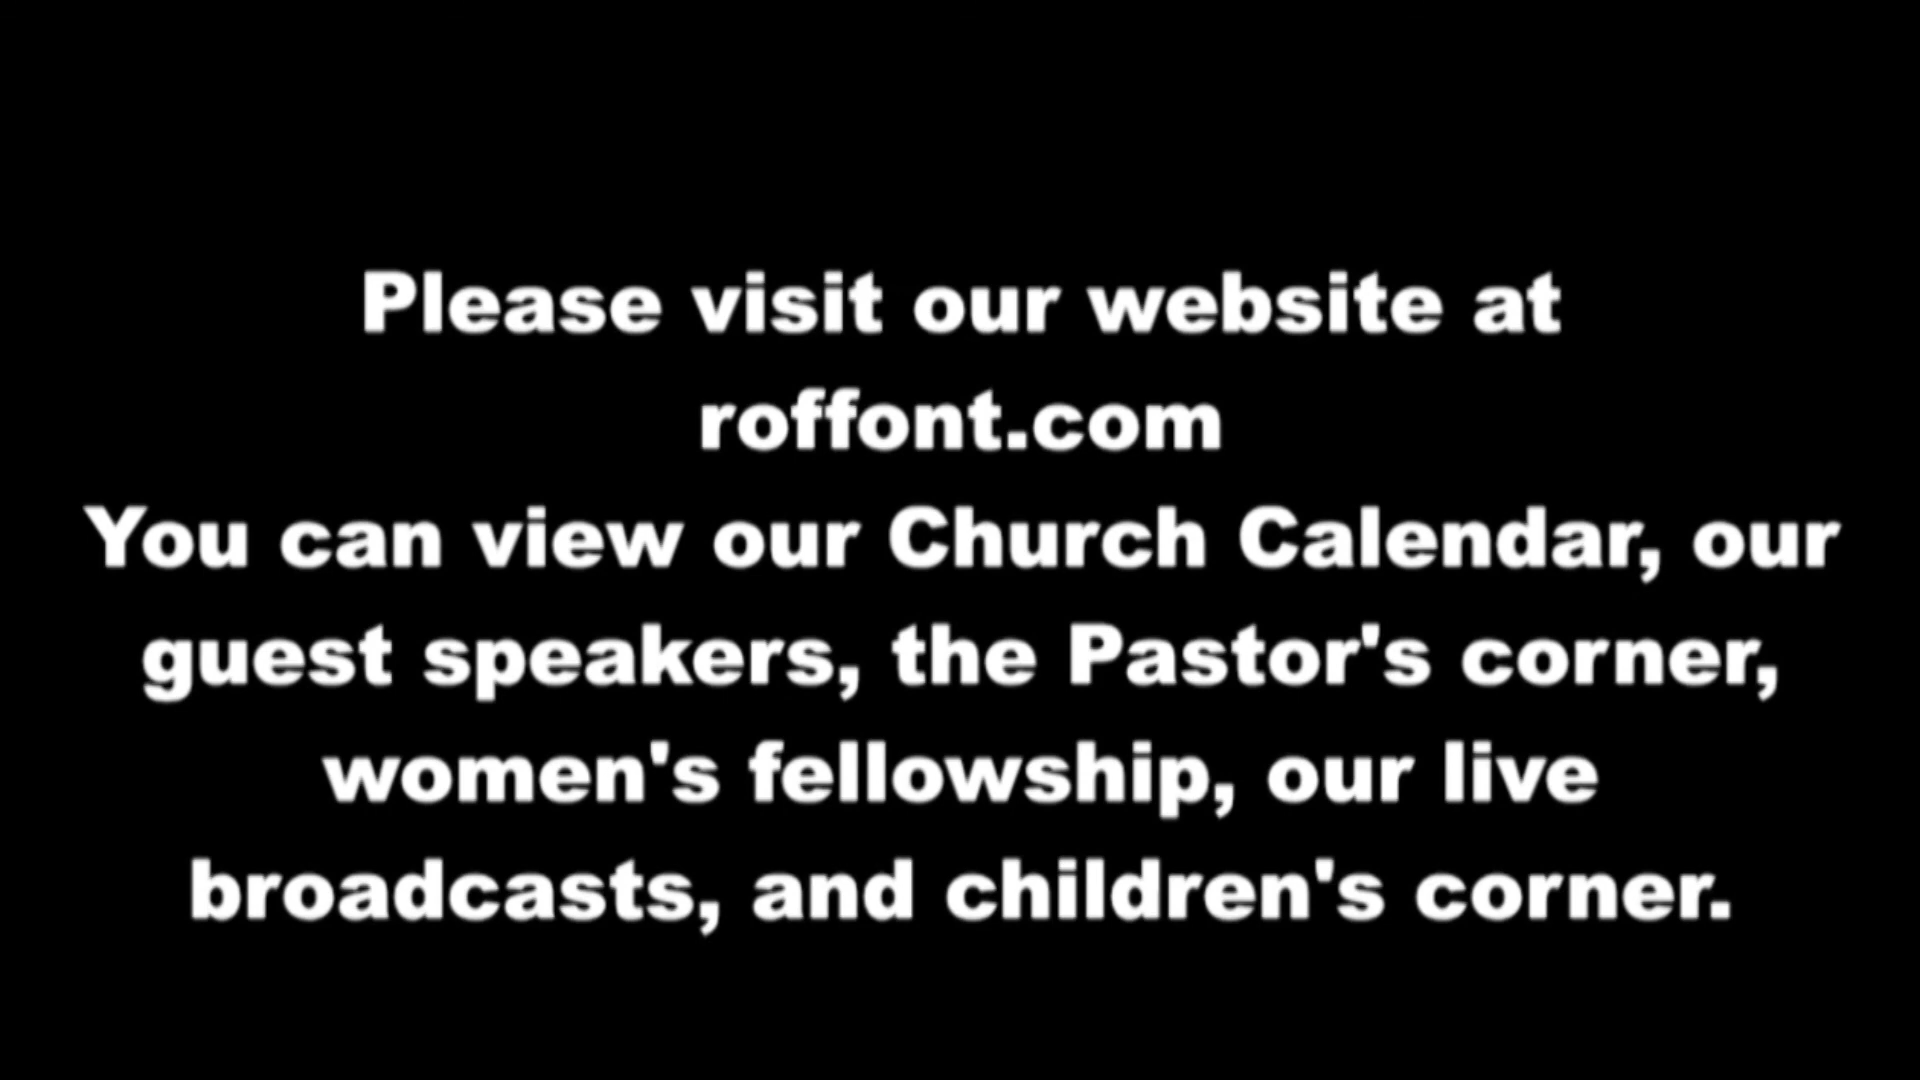 Please visit our website at
roffont.com
You can view our Church Calendar, our
guest speakers, the Pastor's corner,
women's fellowship, our live
broadcasts, and children's corner.